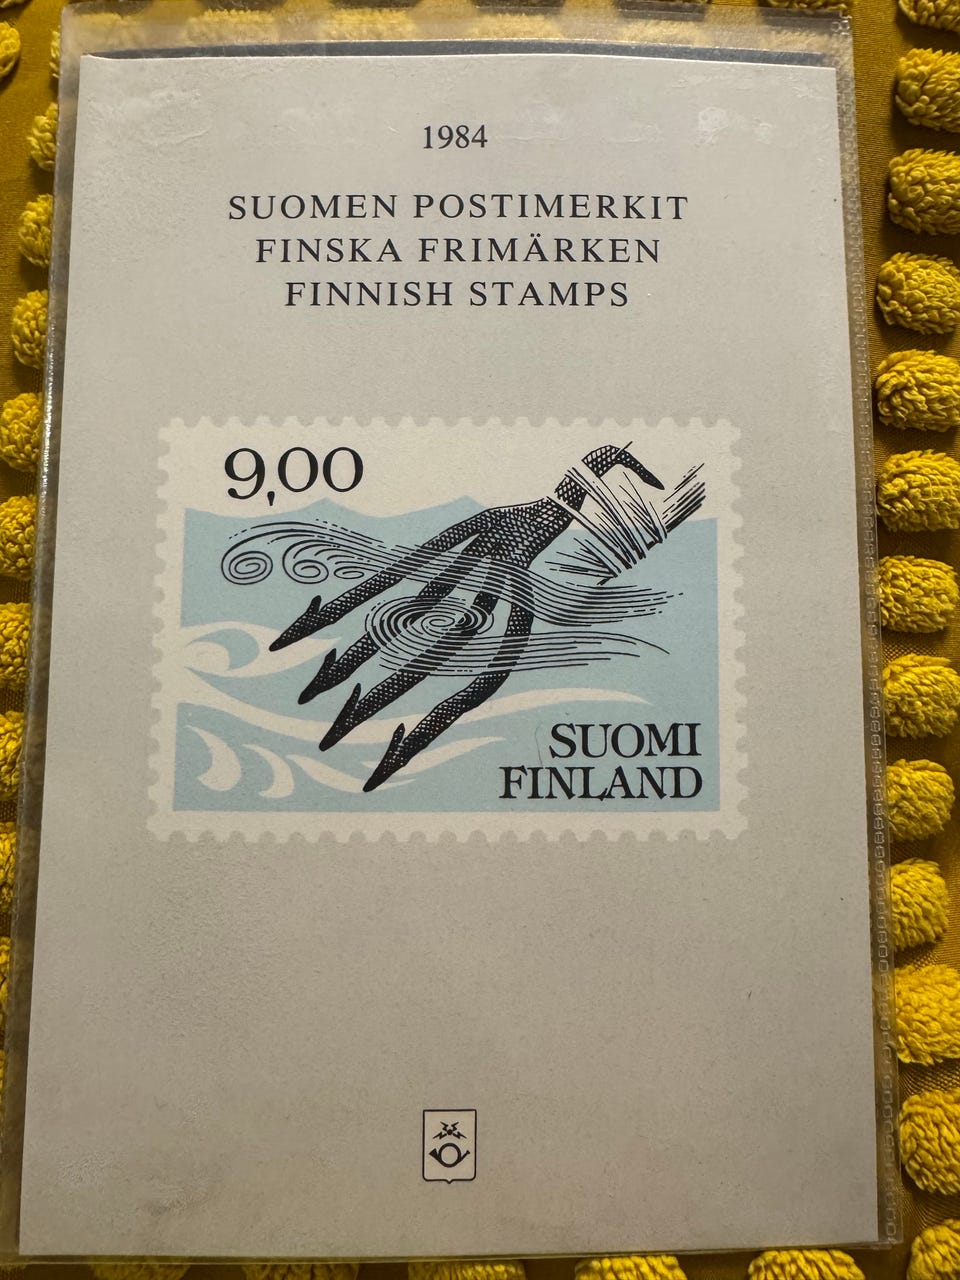 1984
SUOMEN POSTIMERKIT
FINSKA FRIMÄRKEN
FINNISH STAMPS
9,00
SUOMI
FINLAND